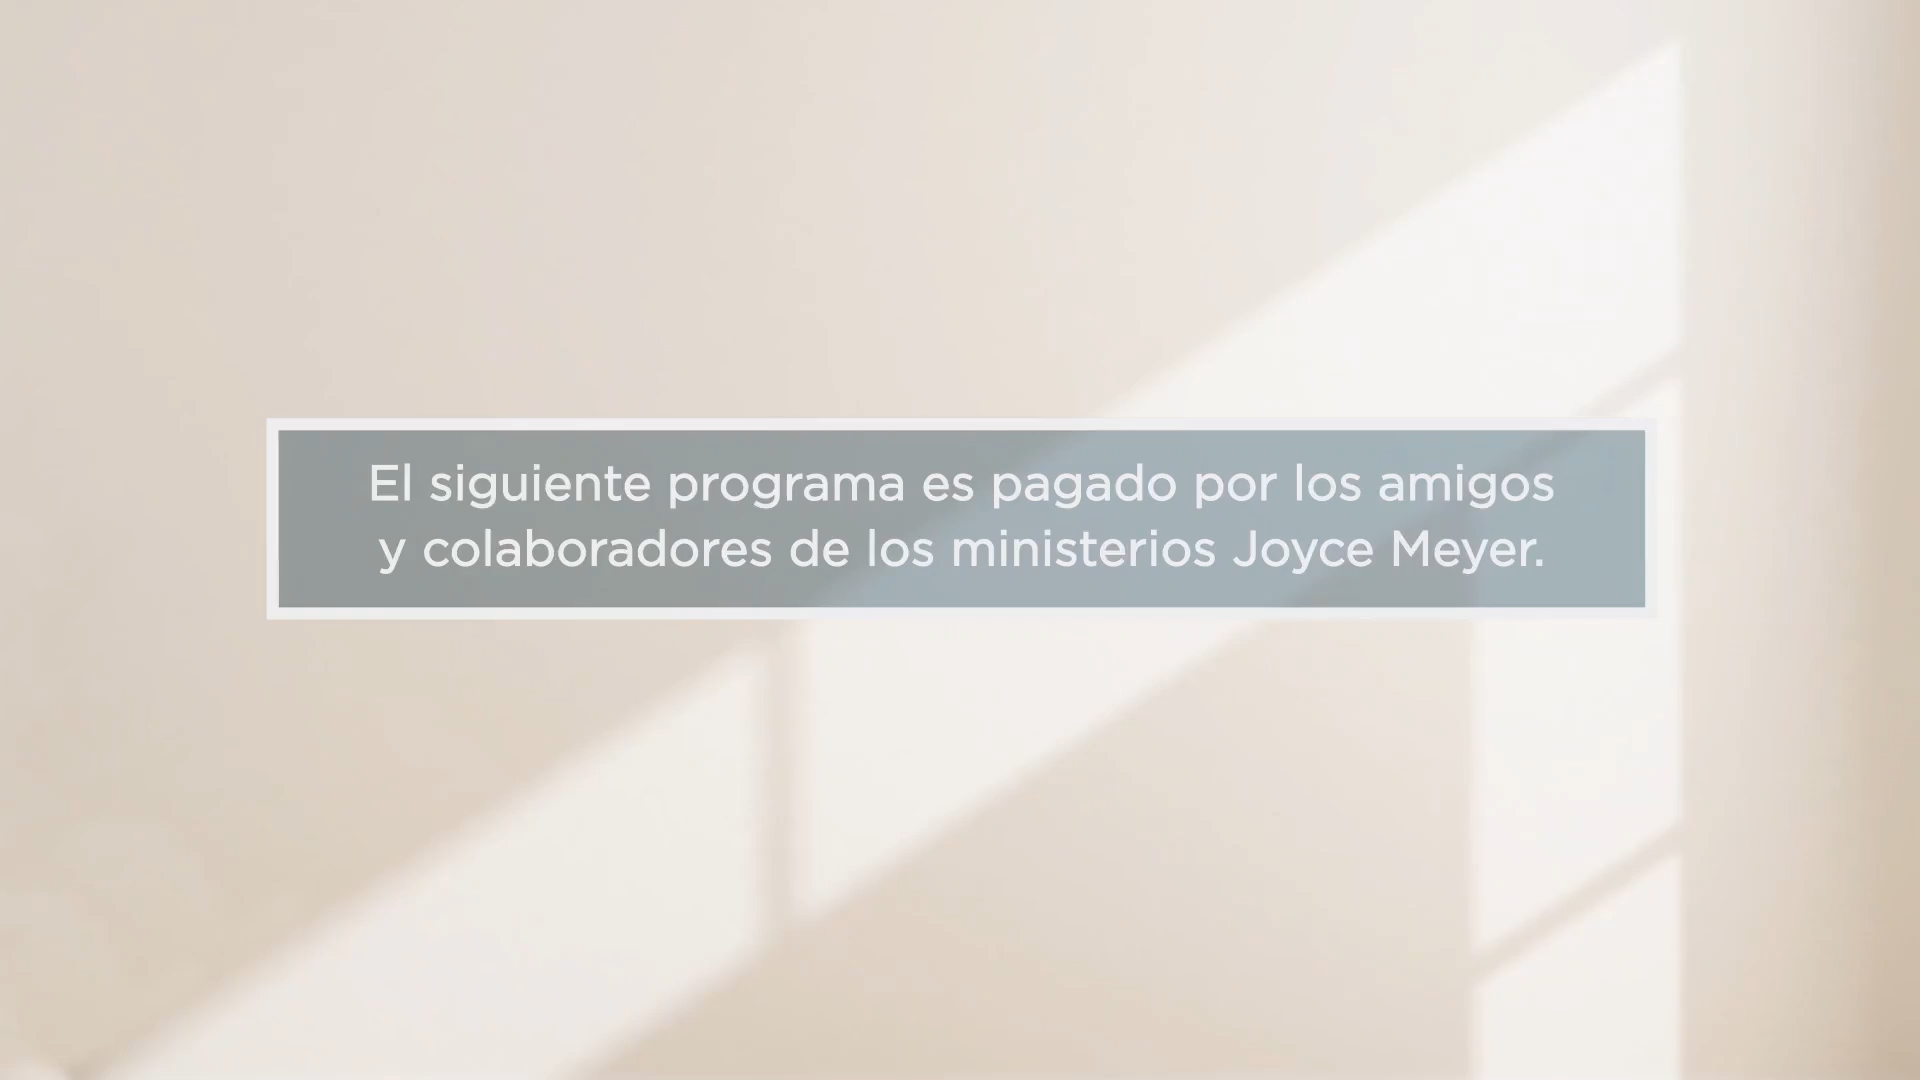 El siguiente programa es pagado por los amigos
y colaboradores de los ministerios Joyce Meyer.